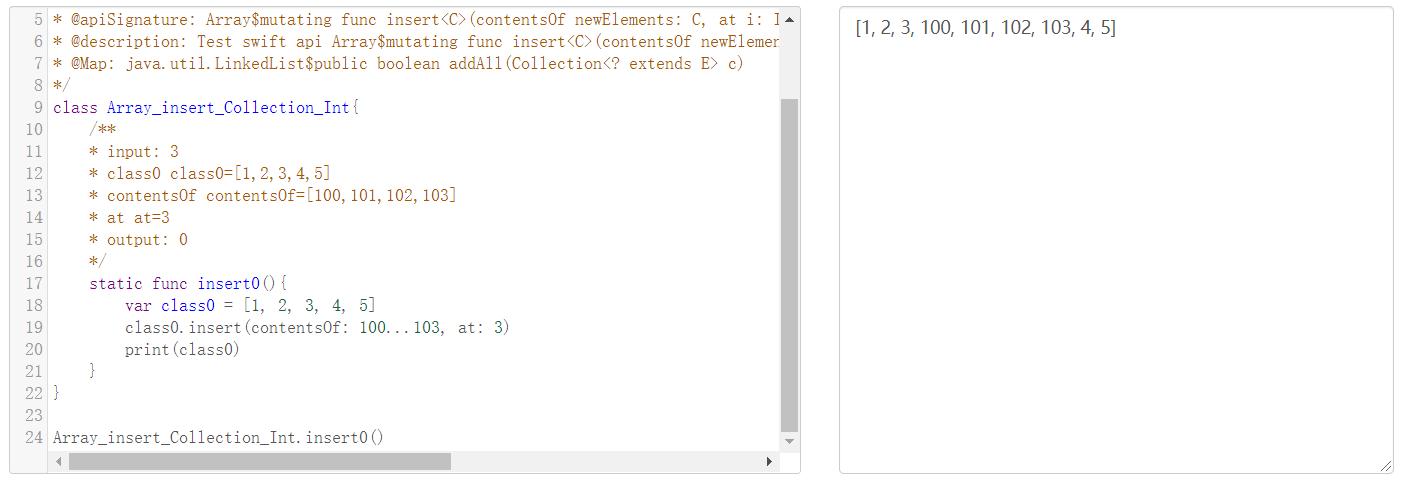 5 * @apiSignature: Array$mutating func insert<C>(contentsOf newElements: C, at i: I
6 * @description: Test swift api Array$mutating func insert<C>(contentsOf newElemen
7 * @Map: java.util.LinkedList$public boolean addAll(Collection<? extends E> c)
8 */
9 class Array_insert_Collection_Int{
10 /**
11 * input: 3
12 * class0 class0=[1,2,3,4,5]
13 * contentsOf contentsOf=[100,101,102,103]
14 * at at=3
15 * output: 0
16 */
17 static func insert0(){
18 var class0 = [1, 2, 3, 4, 5]
19 class0.insert(contentsOf: 100...103, at: 3)
20 print(class0)
21 }
22 }
23
24 Array_insert_Collection_Int.insert0()
[1, 2, 3, 100, 101, 102, 103, 4, 5]